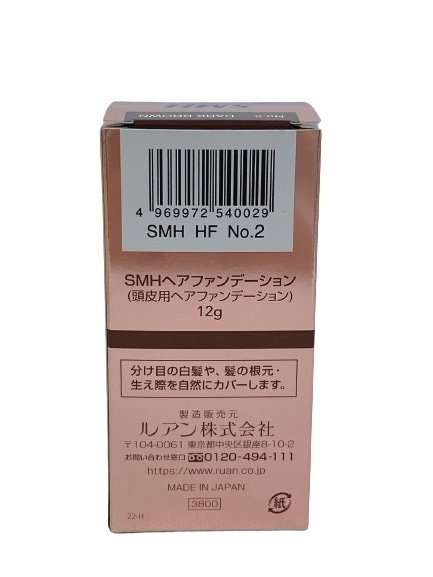 SMH
No.2 DARK BROWN
4 969972 540029
SMH HF No.2
SMHヘアファンデーション
(頭皮用ヘアファンデーション)
12g
分け目の白髪や、髪の根元・
生え際を自然にカバーします。
製造販売元
ルアン株式会社
〒104-0061 東京都中央区銀座8-10-2
お問い合わせ窓口 0120-494-111
https://www.ruan.co.jp
MADE IN JAPAN
3800
紙
22-H